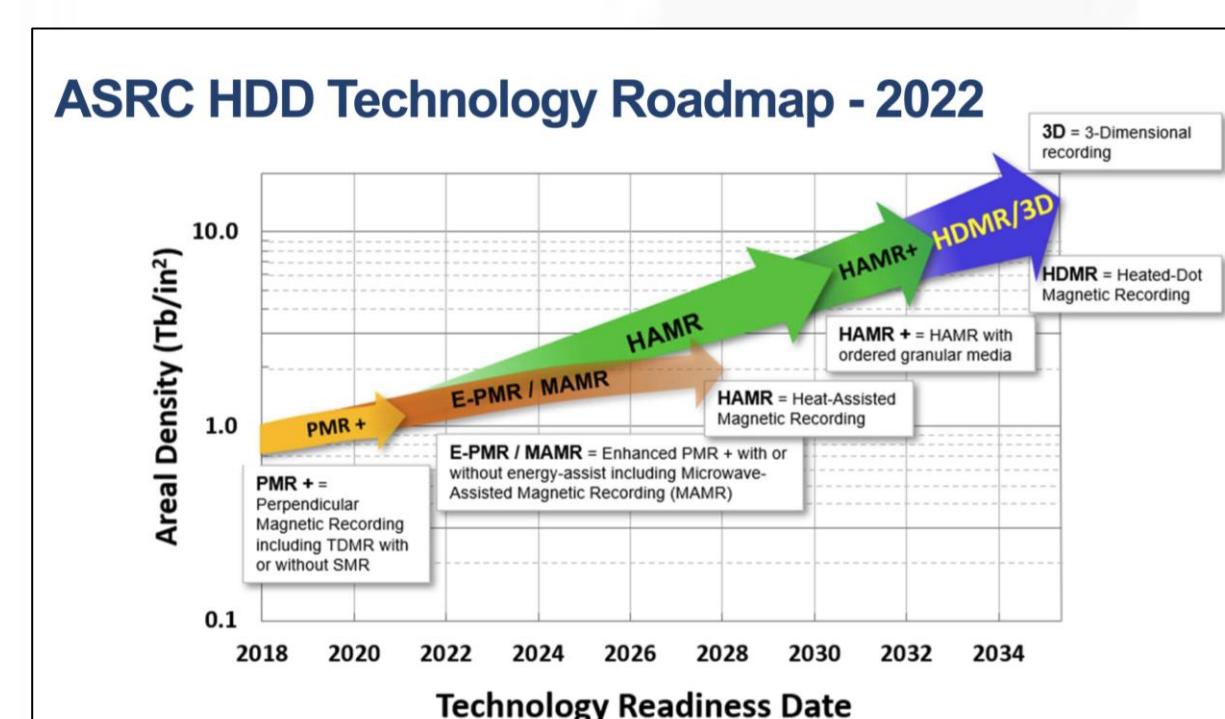 ASRC HDD Technology Roadmap - 2022
3D = 3-Dimensional
recording
10.0
1.0
0.1
Areal Density (Tb/in²)
HDMR/3D
HAMR+
HAMR
E-PMR / MAMR
PMR +
HDMR = Heated-Dot
Magnetic Recording
HAMR + = HAMR with
ordered granular media
HAMR = Heat-Assisted
Magnetic Recording
E-PMR / MAMR = Enhanced PMR + with or
without energy-assist including Microwave-
Assisted Magnetic Recording (MAMR)
PMR + =
Perpendicular
Magnetic Recording
including TDMR with
or without SMR
2018 2020 2022 2024 2026 2028 2030 2032 2034
Technology Readiness Date